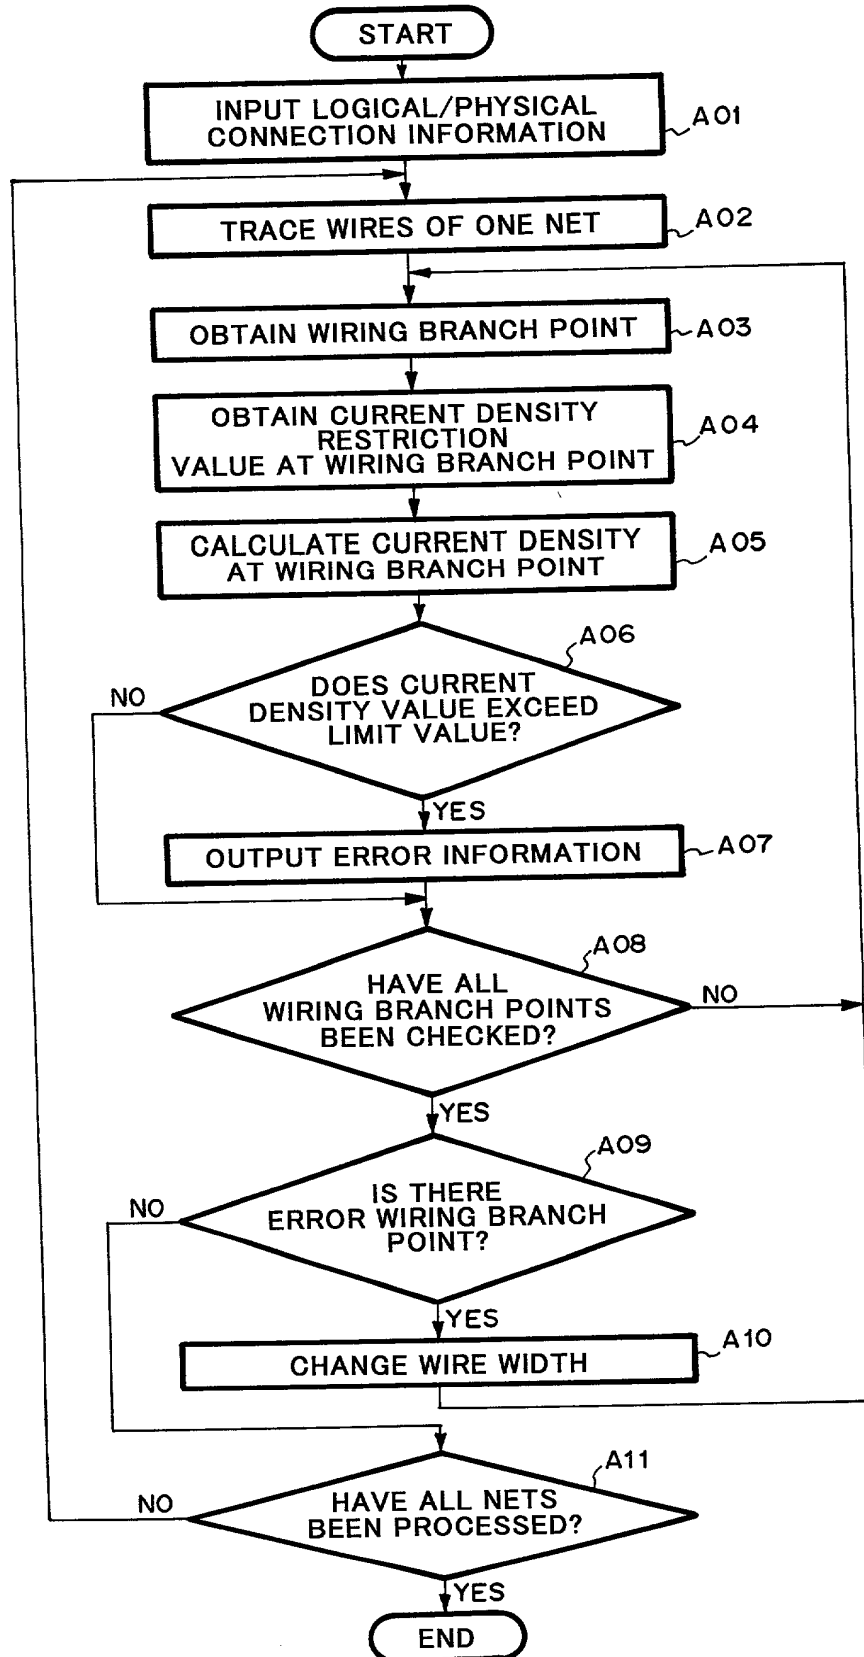 START
INPUT LOGICAL/PHYSICAL
CONNECTION INFORMATION
A01
TRACE WIRES OF ONE NET
A02
OBTAIN WIRING BRANCH POINT
A03
OBTAIN CURRENT DENSITY
RESTRICTION
VALUE AT WIRING BRANCH POINT
A04
CALCULATE CURRENT DENSITY
AT WIRING BRANCH POINT
A05
A06
DOES CURRENT
DENSITY VALUE EXCEED
LIMIT VALUE?
NO
YES
OUTPUT ERROR INFORMATION
A07
A08
HAVE ALL
WIRING BRANCH POINTS
BEEN CHECKED?
NO
YES
A09
IS THERE
ERROR WIRING BRANCH
POINT?
NO
YES
CHANGE WIRE WIDTH
A10
A11
HAVE ALL NETS
BEEN PROCESSED?
NO
YES
END